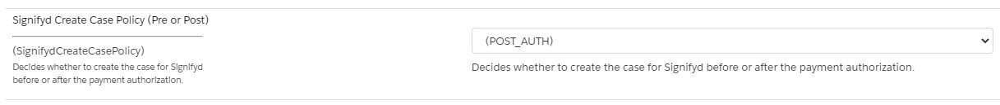 Signifyd Create Case Policy (Pre or Post)
(SignifydCreateCasePolicy)
Decides whether to create the case for Signifyd
before or after the payment authorization.
(POST_AUTH)
Decides whether to create the case for Signifyd before or after the payment authorization.